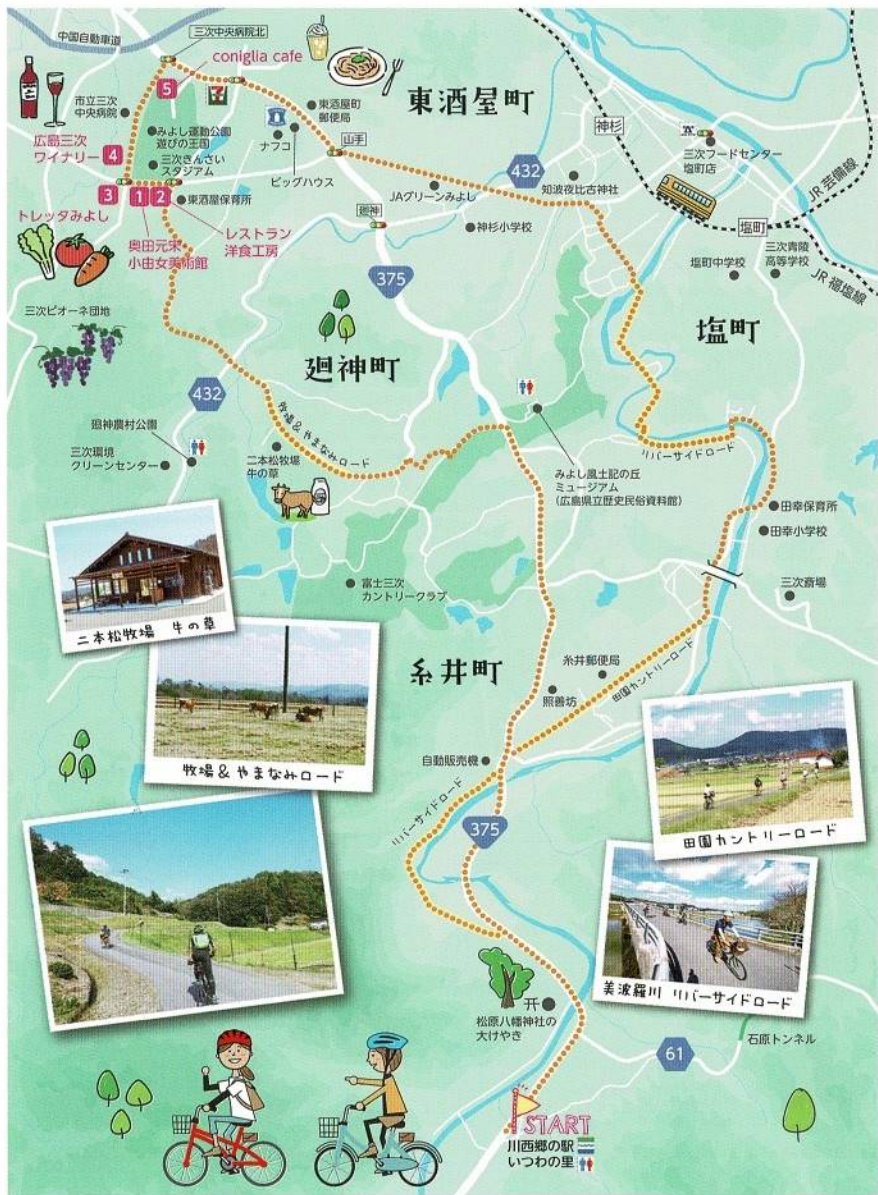 中国自動車道
三次中央病院北
coniglia cafe
5
市立三次
中央病院
みよし運動公園
遊びの王国
三次きんさい
スタジアム
広島三次
ワイナリー
4
3
1
2
トレッタみよし
奥田元宋
小由女美術館
東酒屋保育所
レストラン
洋食工房
ナフコ
ビッグハウス
東酒屋町
郵便局
山手
東酒屋町
432
神杉
三次フードセンター
塩町店
JR 芸備線
JAグリーンみよし
知波夜比古神社
廻神
神杉小学校
塩町
塩町中学校
三次青陵
高等学校
JR 福塩線
375
三次ピオーネ団地
廻神町
塩町
432
廻神農村公園
三次環境
クリーンセンター
牧場&やまなみロード
二本松牧場
牛の草
みよし風土記の丘
ミュージアム
(広島県立歴史民俗資料館)
リバーサイドロード
田幸保育所
田幸小学校
三次斎場
富士三次
カントリークラブ
二本松牧場 牛の草
糸井町
糸井郵便局
照善坊
田園カントリーロード
牧場&やまなみロード
自動販売機
リバーサイドロード
375
田園カントリーロード
美波羅川 リバーサイドロード
松原八幡神社の
大けやき
61
石原トンネル
START
川西郷の駅
いつわの里